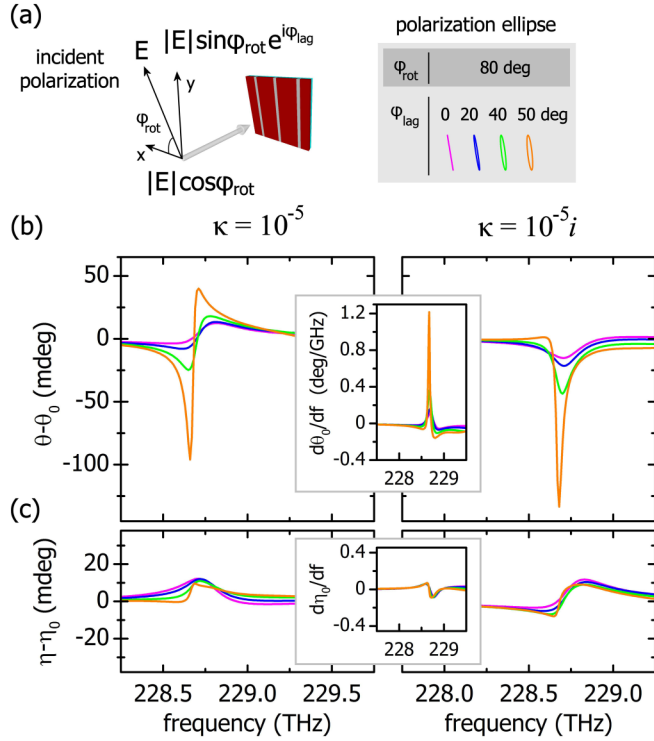 (a)
incident
polarization
E
|E|sinφrot e^iφlag
y
φrot
x
|E|cosφrot
polarization ellipse
φrot 80 deg
φlag 0 20 40 50 deg
(b)
κ = 10⁻⁵
κ = 10⁻⁵i
θ-θ₀ (mdeg)
50
0
-50
-100
dθ₀/df (deg/GHz)
1.2
0.8
0.4
0
-0.4
228 229
(c)
η-η₀ (mdeg)
20
0
-20
dη₀/df
0.4
0
-0.4
228 229
228.5 229.0 229.5
228.0 228.5 229.0
frequency (THz)
frequency (THz)